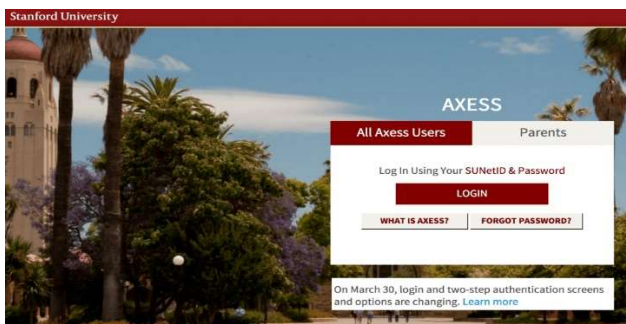 Stanford University
AXESS
All Axess Users
Parents
Log In Using Your SUNetID & Password
LOGIN
WHAT IS AXESS?
FORGOT PASSWORD?
On March 30, login and two-step authentication screens
and options are changing. Learn more